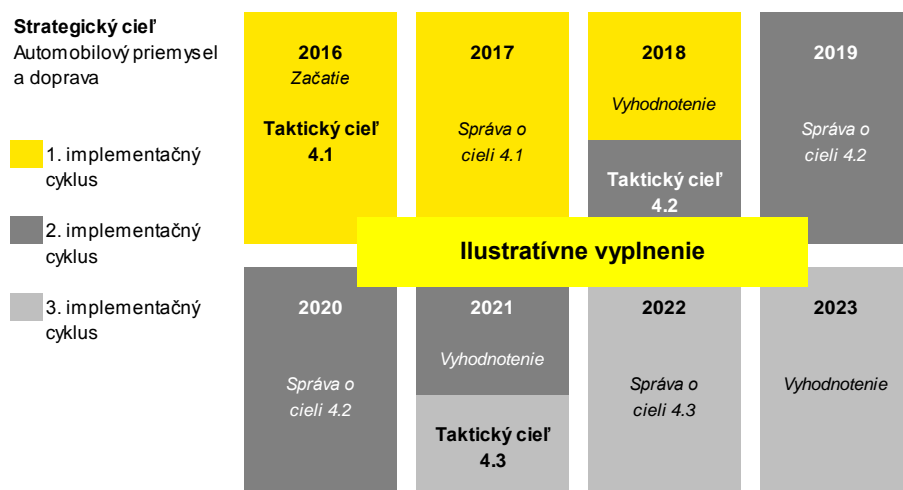 Strategický cieľ
Automobilový priemysel
a doprava
1. implementačný
cyklus
2. implementačný
cyklus
3. implementačný
cyklus
2016
Začatie
Taktický cieľ
4.1
2017
Správa o
cieli 4.1
2018
Vyhodnotenie
Taktický cieľ
4.2
2019
Správa o
cieli 4.2
Ilustratívne vyplnenie
2020
Správa o
cieli 4.2
2021
Vyhodnotenie
Taktický cieľ
4.3
2022
Správa o
cieli 4.3
2023
Vyhodnotenie